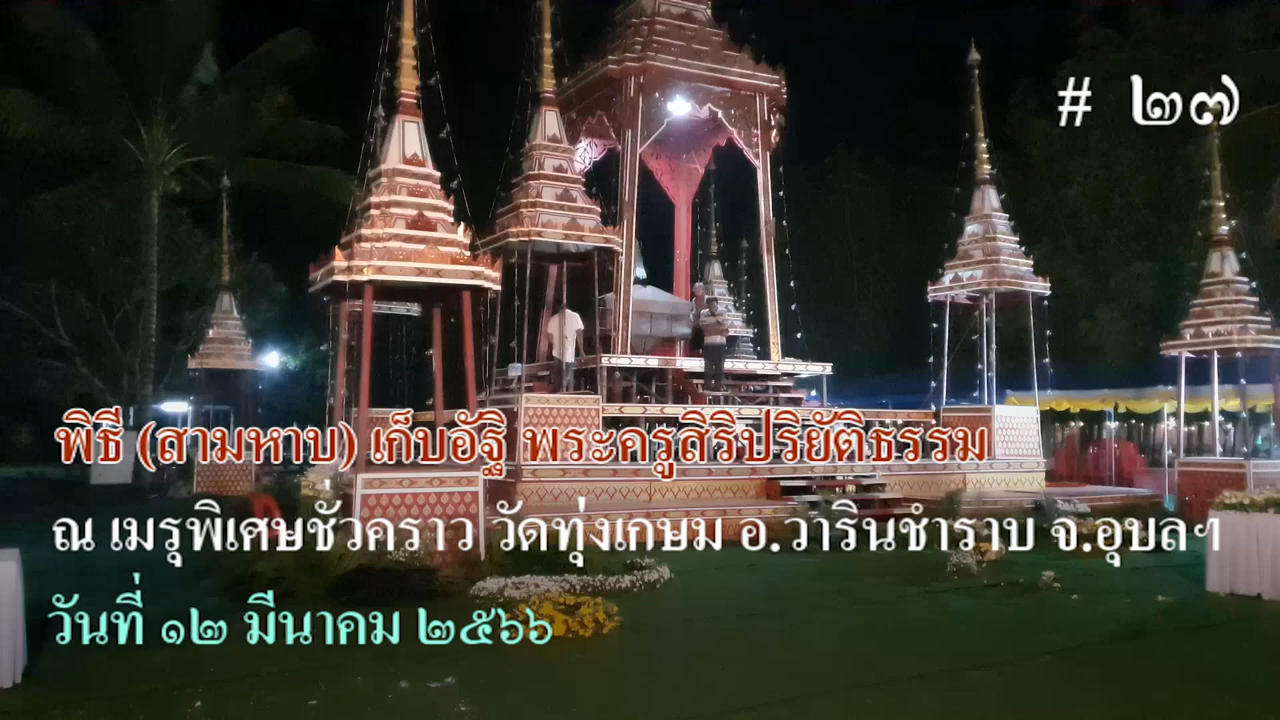 # ๒๗
พิธี (สามหาบ) เก็บอัฐิ พระครูสิริปริยัติธรรม
ณ เมรุพิเศษชั่วคราว วัดทุ่งเกษม อ.วารินชำราบ จ.อุบลฯ
วันที่ ๑๒ มีนาคม ๒๕๖๖